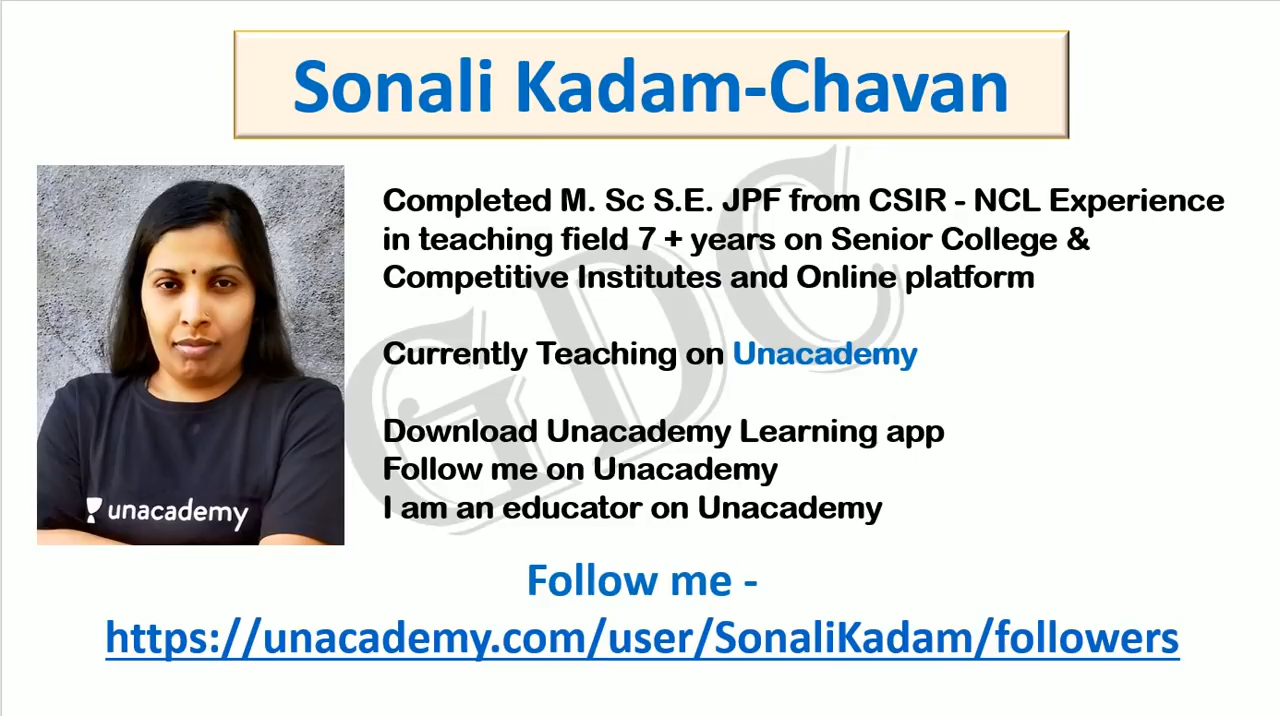 Sonali Kadam-Chavan
Completed M. Sc S.E. JPF from CSIR - NCL Experience
in teaching field 7 + years on Senior College &
Competitive Institutes and Online platform
Currently Teaching on Unacademy
Download Unacademy Learning app
Follow me on Unacademy
I am an educator on Unacademy
unacademy
GDC
Follow me -
https://unacademy.com/user/SonaliKadam/followers